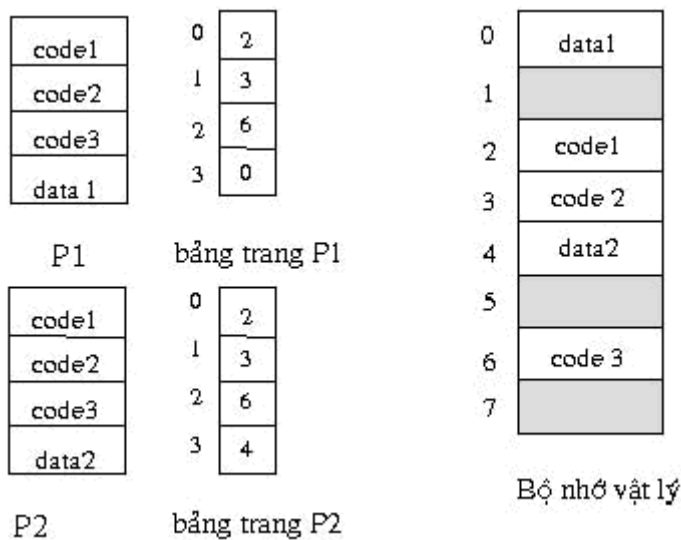 code1
code2
code3
data 1
P1
0 2
1 3
2 6
3 0
bảng trang P1
code1
code2
code3
data2
P2
0 2
1 3
2 6
3 4
bảng trang P2
0 data1
1
2 code1
3 code 2
4 data2
5
6 code 3
7
Bộ nhớ vật lý